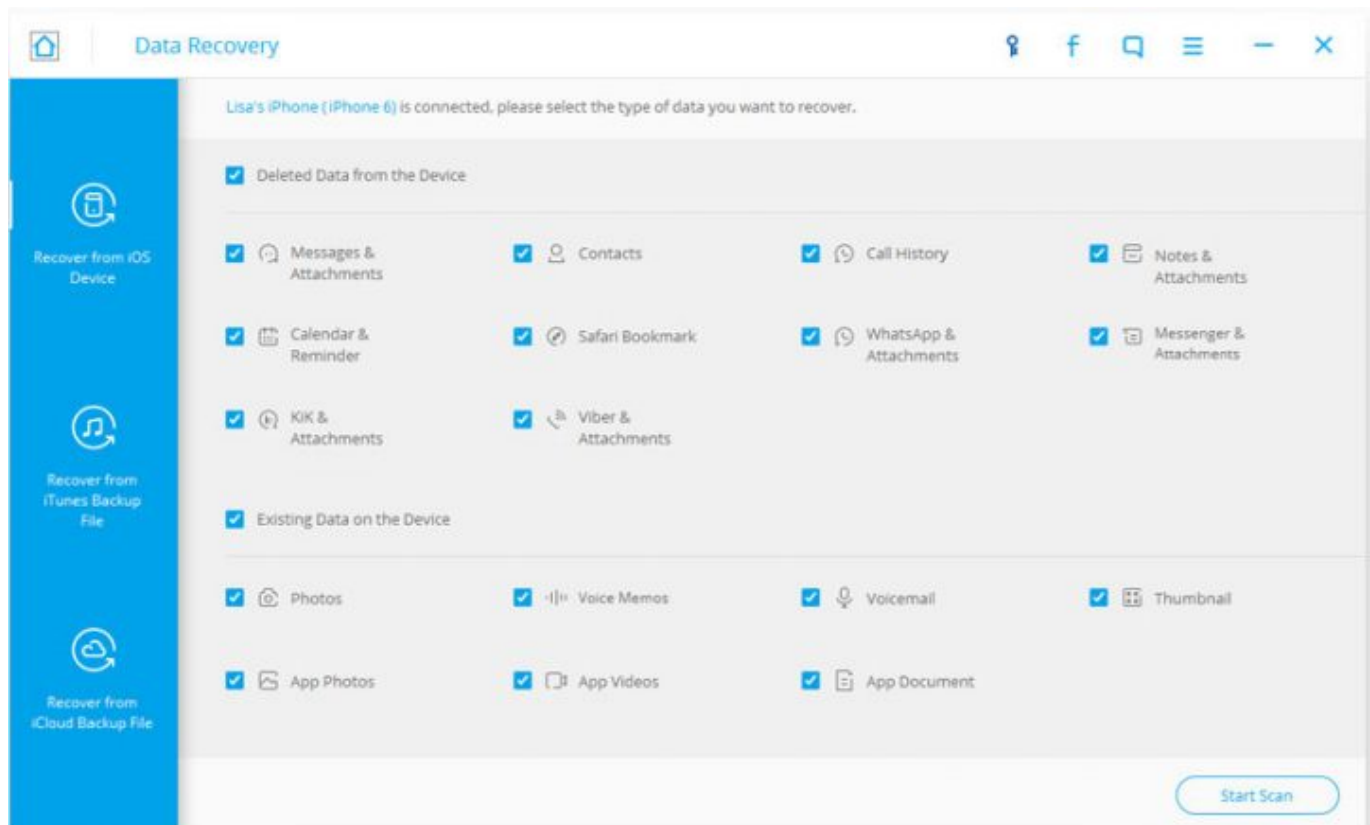 Data Recovery
f
Lisa's iPhone ( iPhone 6) is connected, please select the type of data you want to recover.
Recover from iOS
Device
Recover from
iTunes Backup
File
Recover from
iCloud Backup File
Deleted Data from the Device
Messages &
Attachments
Contacts
Call History
Notes &
Attachments
Calendar &
Reminder
Safari Bookmark
WhatsApp &
Attachments
Messenger &
Attachments
KiK &
Attachments
Viber &
Attachments
Existing Data on the Device
Photos
Voice Memos
Voicemail
Thumbnail
App Photos
App Videos
App Document
Start Scan